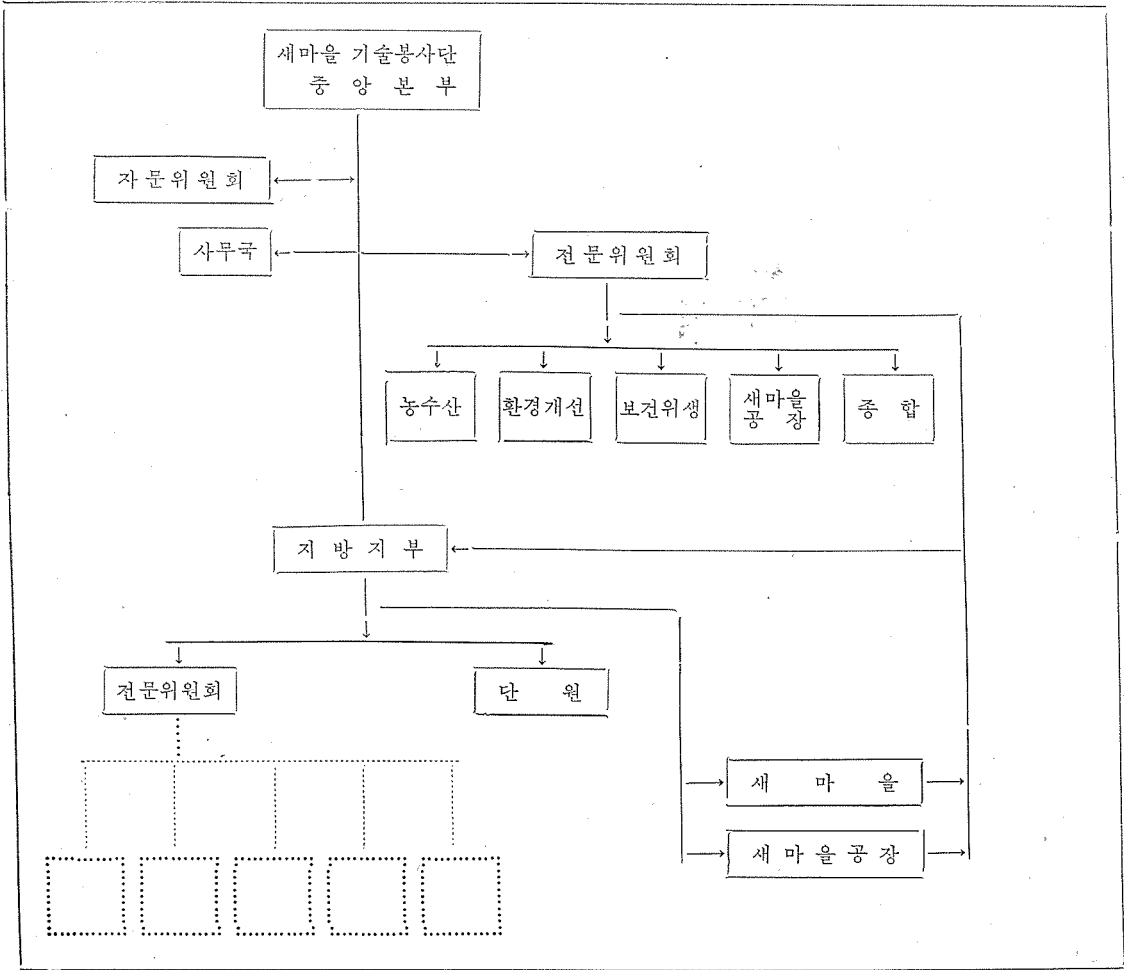 새마을 기술봉사단
중 앙 본 부
자문위원회
사무국
전문위원회
농수산
환경개선
보건위생
새마을
공 장
종 합
지 방 지 부
전문위원회
단 원
새 마 을
새마을공장